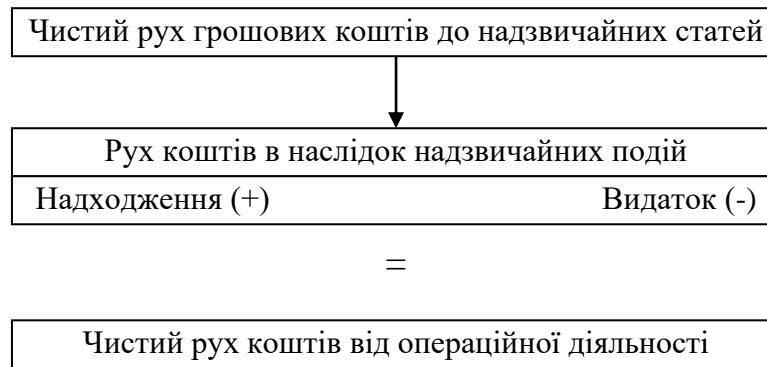 Чистий рух грошових коштів до надзвичайних статей
Рух коштів в наслідок надзвичайних подій
Надходження (+) Видаток (-)
=
Чистий рух коштів від операційної діяльності